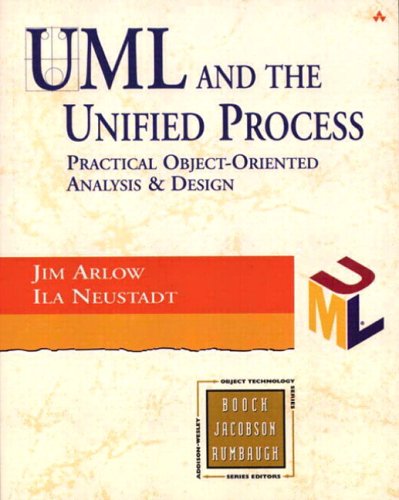 UML AND THE
UNIFIED PROCESS
PRACTICAL OBJECT-ORIENTED
ANALYSIS & DESIGN
JIM ARLOW
ILA NEUSTADT
UML
OBJECT TECHNOLOGY
SERIES
ADDISON-WESLEY
BOOCH
JACOBSON
RUMBAUGH
SERIES EDITORS